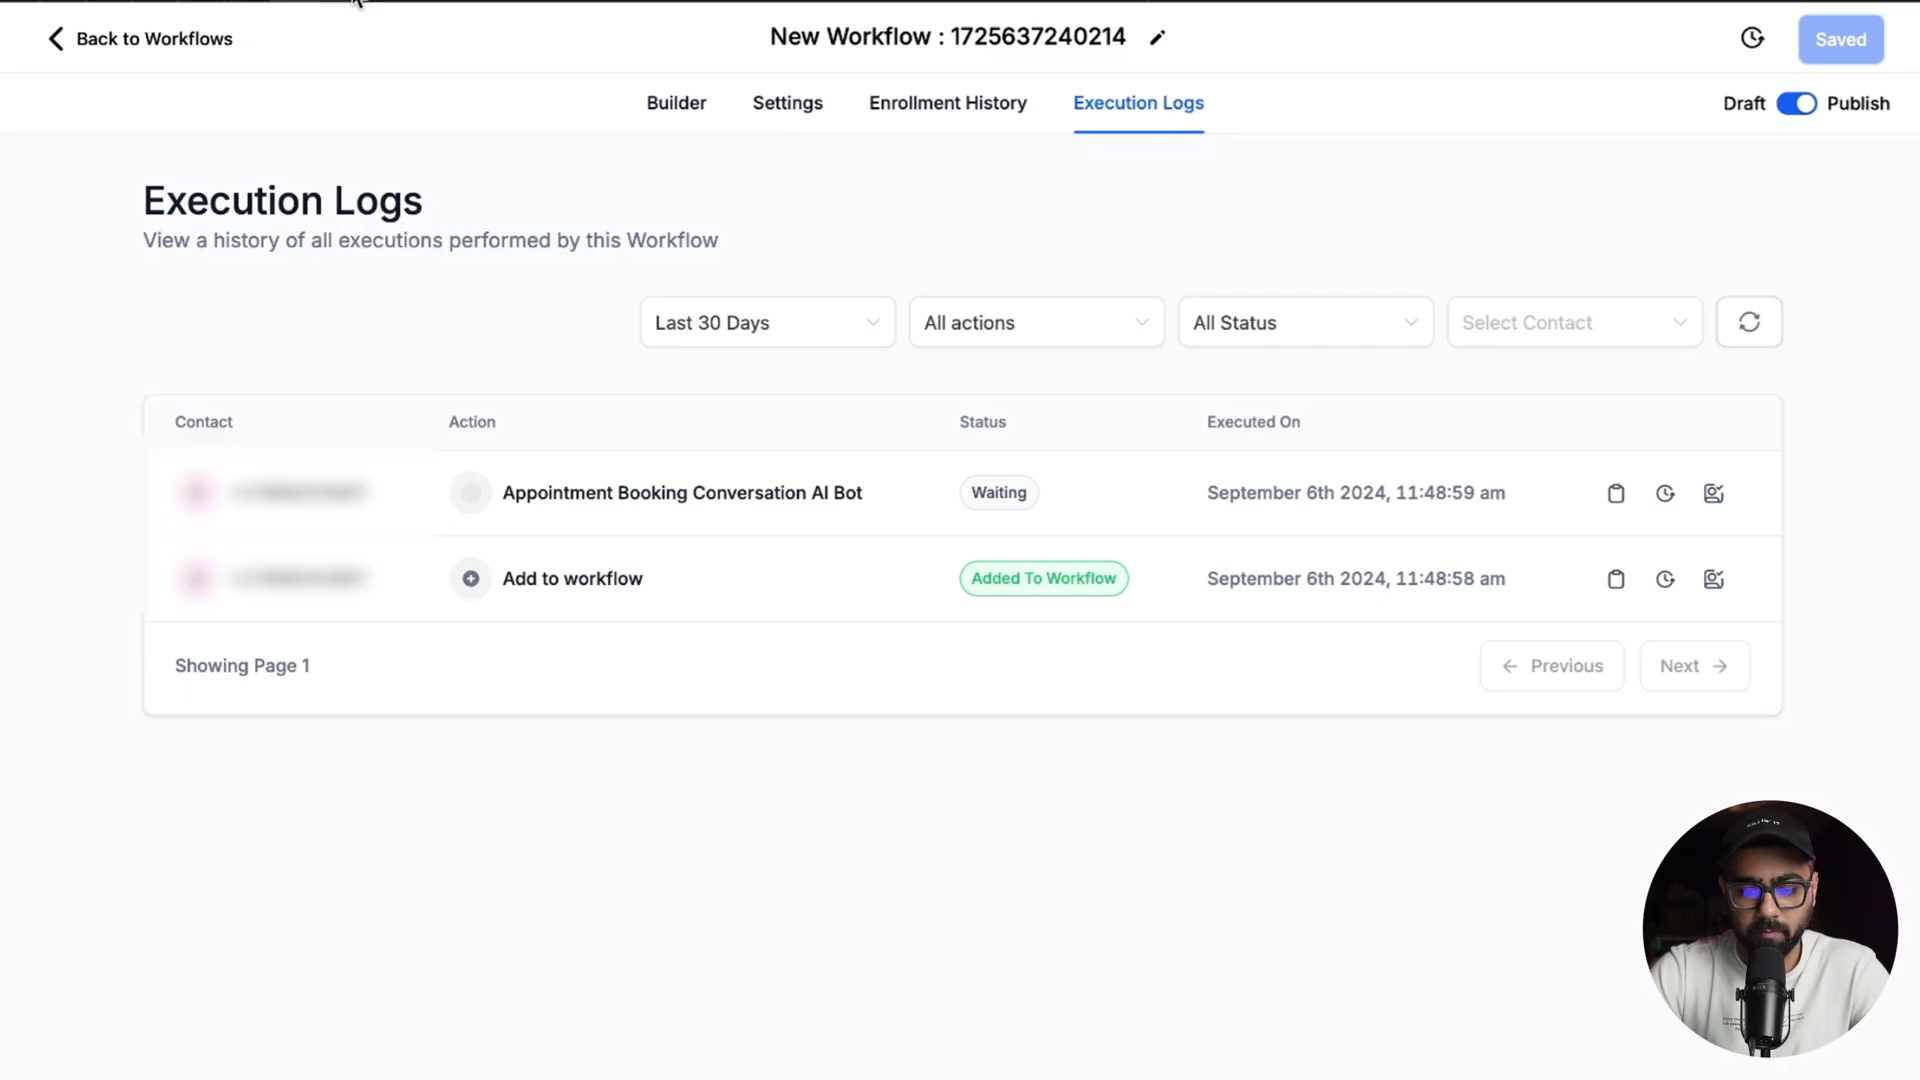 Back to Workflows
New Workflow : 1725637240214
Saved
Builder
Settings
Enrollment History
Execution Logs
Draft
Publish
Execution Logs
View a history of all executions performed by this Workflow
Last 30 Days
All actions
All Status
Select Contact
Contact
Action
Status
Executed On
Appointment Booking Conversation AI Bot
Waiting
September 6th 2024, 11:48:59 am
Add to workflow
Added To Workflow
September 6th 2024, 11:48:58 am
Showing Page 1
Previous
Next